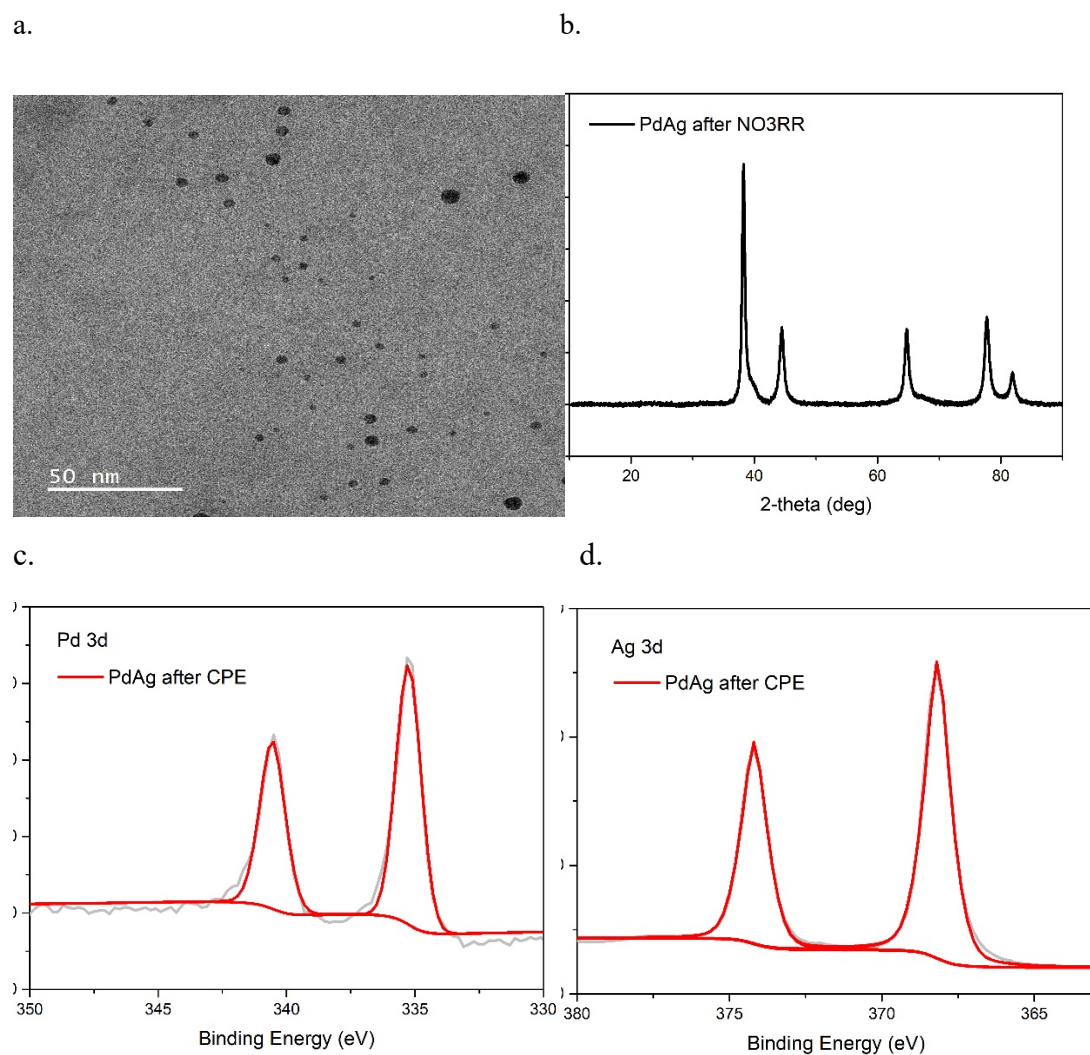 a.
b.
50 nm
PdAg after NO3RR
20
40
60
80
2-theta (deg)
c.
d.
Pd 3d
PdAg after CPE
350
345
340
335
330
Binding Energy (eV)
Ag 3d
PdAg after CPE
380
375
370
365
Binding Energy (eV)